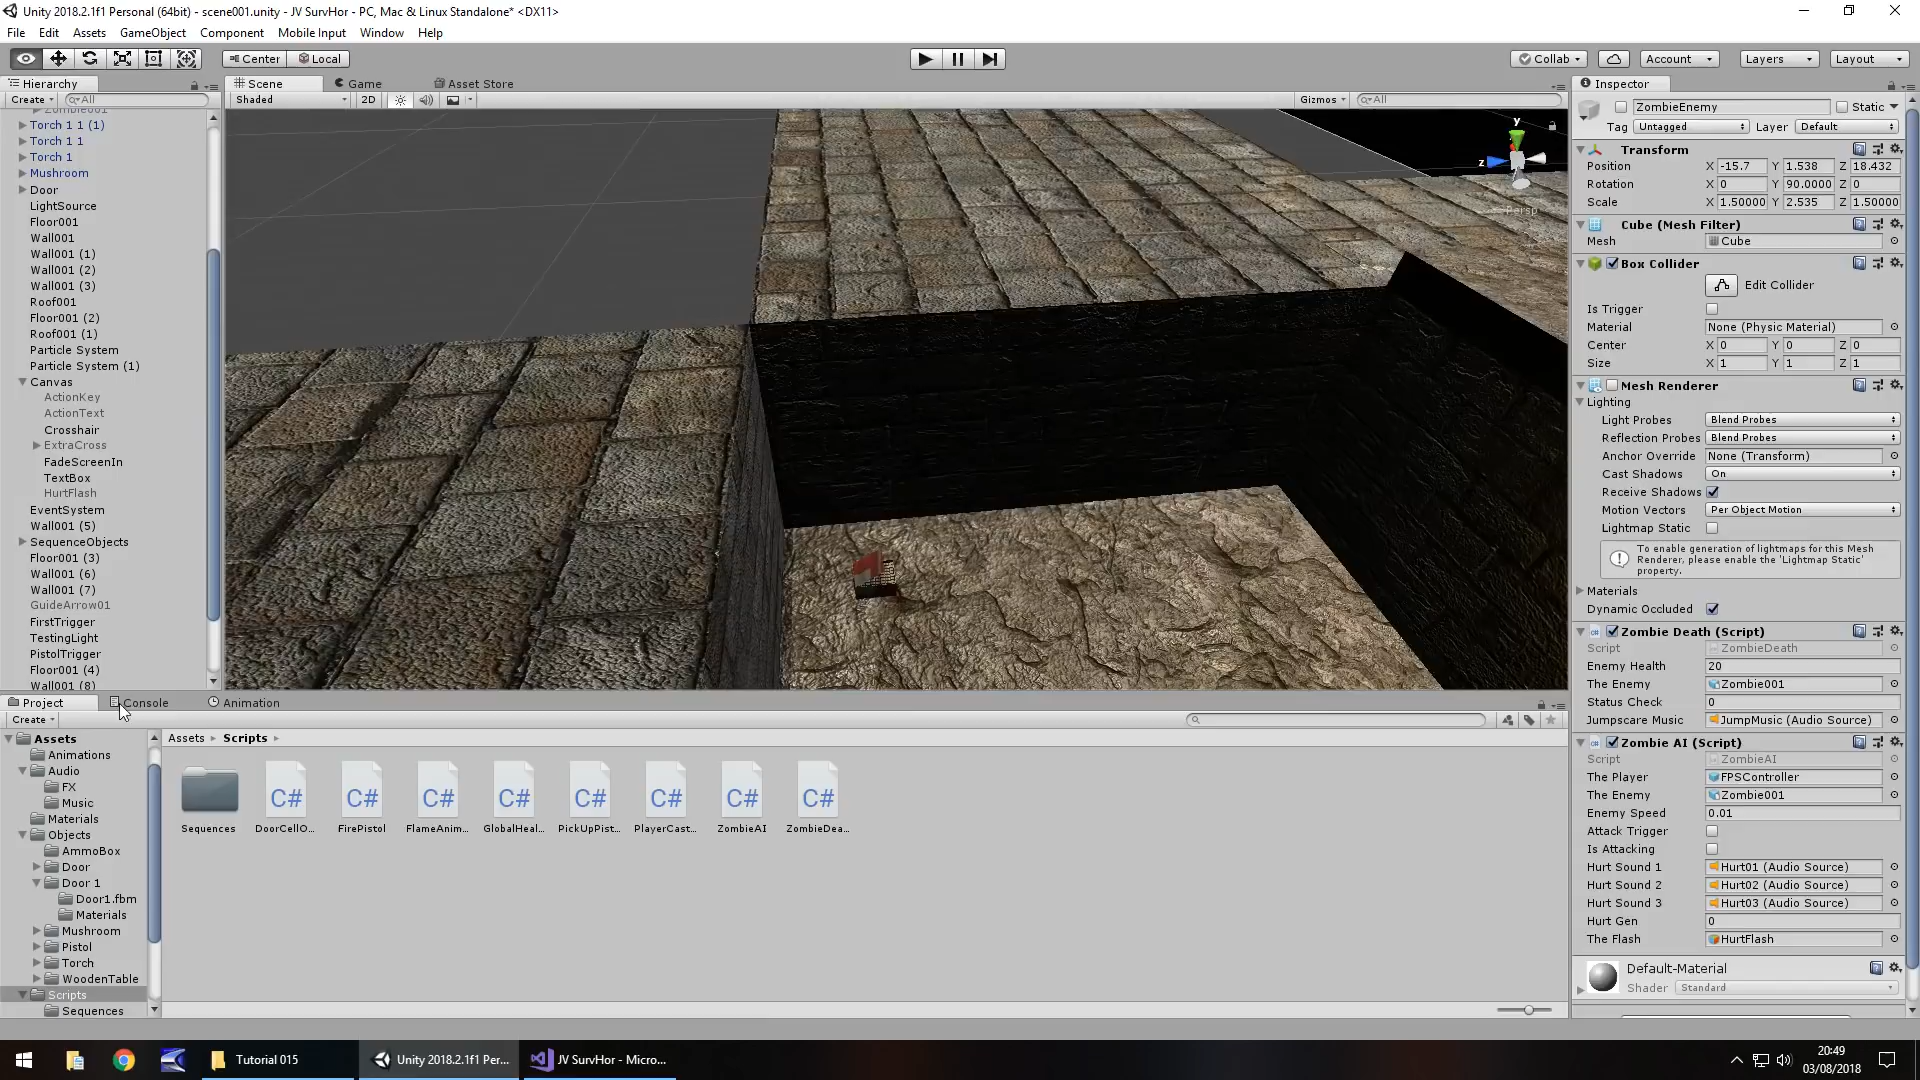 Unity 2018.2.1f1 Personal (64bit) - scene001.unity - JV SurvHor - PC, Mac & Linux Standalone* <DX11>
File Edit Assets GameObject Component Mobile Input Window Help
Center Local Collab Account Layers Layout
Hierarchy
Create All
Zombie001
Torch 1 1 (1)
Torch 1 1
Torch 1
Mushroom
Door
LightSource
Floor001
Wall001
Wall001 (1)
Wall001 (2)
Wall001 (3)
Roof001
Floor001 (2)
Roof001 (1)
Particle System
Particle System (1)
Canvas
ActionKey
ActionText
Crosshair
ExtraCross
FadeScreenIn
TextBox
HurtFlash
EventSystem
Wall001 (5)
SequenceObjects
Floor001 (3)
Wall001 (6)
Wall001 (7)
GuideArrow01
FirstTrigger
TestingLight
PistolTrigger
Floor001 (4)
Wall001 (8)
Scene Game Asset Store
Shaded 2D Gizmos All
y
z
Persp
Inspector
ZombieEnemy Static
Tag Untagged Layer Default
Transform
Position X -15.7 Y 1.538 Z 18.432
Rotation X 0 Y 90.0000 Z 0
Scale X 1.50000 Y 2.535 Z 1.50000
Cube (Mesh Filter)
Mesh Cube
Box Collider
Edit Collider
Is Trigger
Material None (Physic Material)
Center X 0 Y 0 Z 0
Size X 1 Y 1 Z 1
Mesh Renderer
Lighting
Light Probes Blend Probes
Reflection Probes Blend Probes
Anchor Override None (Transform)
Cast Shadows On
Receive Shadows
Motion Vectors Per Object Motion
Lightmap Static
To enable generation of lightmaps for this Mesh
Renderer, please enable the 'Lightmap Static'
property.
Materials
Dynamic Occluded
Zombie Death (Script)
Script ZombieDeath
Enemy Health 20
The Enemy Zombie001
Status Check 0
Jumpscare Music JumpMusic (Audio Source)
Zombie AI (Script)
Script ZombieAI
The Player FPSController
The Enemy Zombie001
Enemy Speed 0.01
Attack Trigger
Is Attacking
Hurt Sound 1 Hurt01 (Audio Source)
Hurt Sound 2 Hurt02 (Audio Source)
Hurt Sound 3 Hurt03 (Audio Source)
Hurt Gen 0
The Flash HurtFlash
Default-Material
Shader Standard
Project Console Animation
Create
Assets
Animations
Audio
FX
Music
Materials
Objects
AmmoBox
Door
Door 1
Door1.fbm
Materials
Mushroom
Pistol
Torch
WoodenTable
Scripts
Sequences
Assets Scripts
C# C# C# C# C# C# C# C#
Sequences DoorCellO... FirePistol FlameAnim... GlobalHeal... PickUpPist... PlayerCast... ZombieAI ZombieDea...
Tutorial 015 Unity 2018.2.1f1 Per... JV SurvHor - Micro...
20:49
03/08/2018